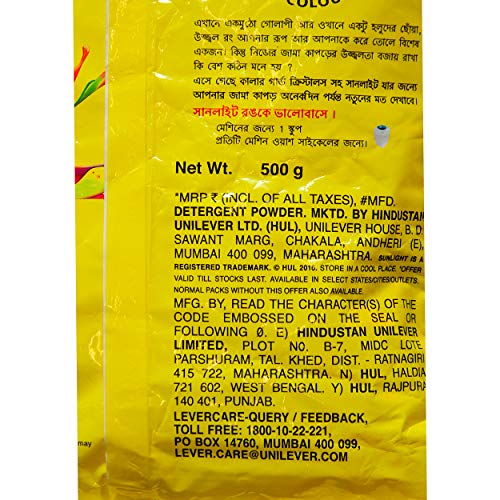 এখানে একমুঠো গোলাপী আর ওখানে একটু হলুদের ছোঁয়া,
উজ্জ্বল রং আপনার রূপ আর আপনাকে করে তোলে বিশেষ
একজন। কিন্তু নিজের জামা কাপড়ের উজ্জ্বলতা বজায় রাখা
কি বেশ কঠিন মনে হয় ?
এসে গেছে কালার গার্ড ক্রিস্টালস সহ সানলাইট যার জন্যে
আপনার জামা কাপড় অনেকদিন পর্যন্ত নতুনের মত দেখাবে।
সানলাইট রঙকে ভালোবাসে।
মেশিনের জন্যে 1 স্কুপ
প্রতিটি মেশিন ওয়াশ সাইকেলের জন্যে।
Net Wt. 500 g
*MRP ₹ (INCL. OF ALL TAXES), #MFD.
DETERGENT POWDER. MKTD. BY HINDUSTAN
UNILEVER LTD. (HUL), UNILEVER HOUSE, B. D.
SAWANT MARG, CHAKALA, ANDHERI (E),
MUMBAI 400 099, MAHARASHTRA. SUNLIGHT IS A
REGISTERED TRADEMARK. © HUL 2016. STORE IN A COOL PLACE. *OFFER
VALID TILL STOCKS LAST. AVAILABLE IN SELECT STATES/CITES/OUTLETS.
NORMAL PACKS WITHOUT THIS OFFER ALSO AVAILABLE.
MFG. BY, READ THE CHARACTER(S) OF THE
CODE EMBOSSED ON THE SEAL OR
FOLLOWING Ø. E) HINDUSTAN UNILEVER
LIMITED, PLOT NO. B-7, MIDC LOTE
PARSHURAM, TAL. KHED, DIST. - RATNAGIRI
415 722, MAHARASHTRA. N) HUL, HALDIA
721 602, WEST BENGAL. Y) HUL, RAJPURA
140 401, PUNJAB.
LEVERCARE-QUERY / FEEDBACK,
TOLL FREE: 1800-10-22-221,
PO BOX 14760, MUMBAI 400 099,
LEVER.CARE@UNILEVER.COM
may